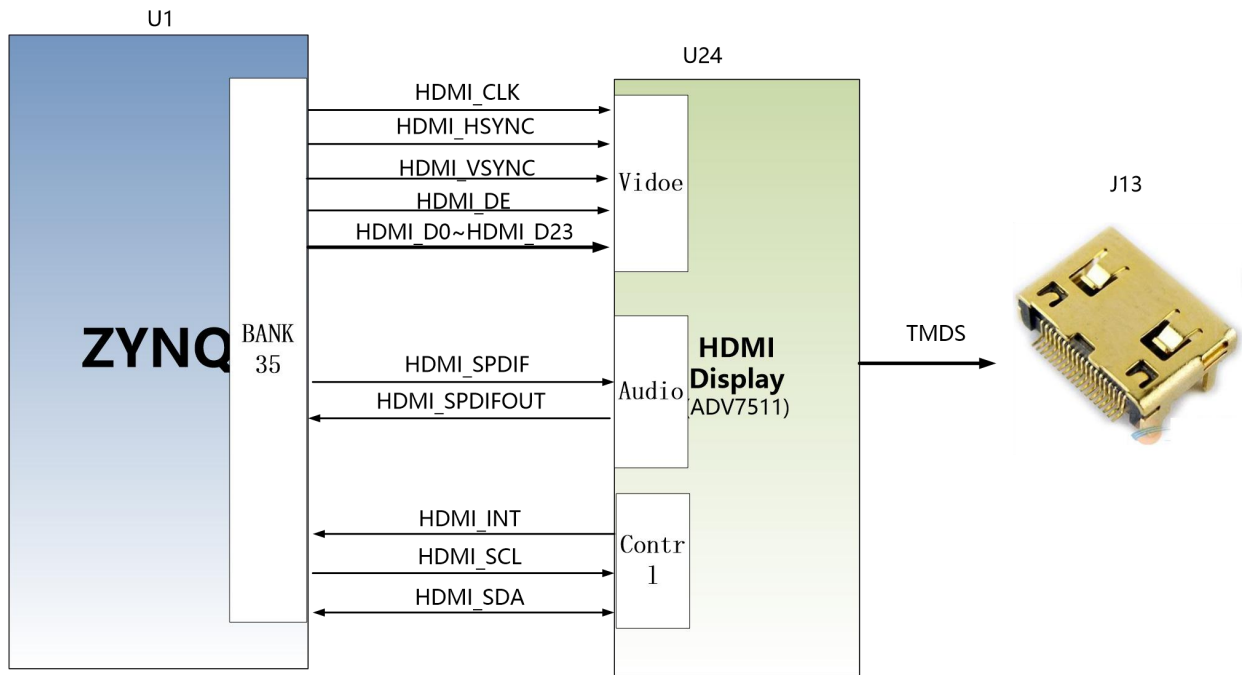 U1
U24
HDMI_CLK
HDMI_HSYNC
HDMI_VSYNC
HDMI_DE
HDMI_D0~HDMI_D23
Vidoe
J13
ZYNQ
BANK
35
HDMI_SPDIF
HDMI_SPDIFOUT
Audio
HDMI
Display
(ADV7511)
TMDS
HDMI_INT
HDMI_SCL
HDMI_SDA
Contr
l